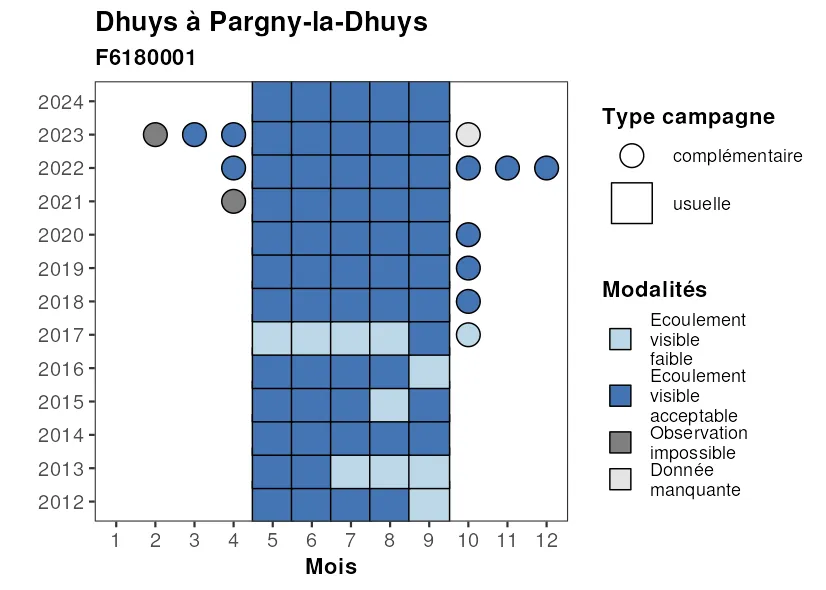 Dhuys à Pargny-la-Dhuys
F6180001
2024
2023
2022
2021
2020
2019
2018
2017
2016
2015
2014
2013
2012
1 2 3 4 5 6 7 8 9 10 11 12
Mois
Type campagne
complémentaire
usuelle
Modalités
Ecoulement
visible
faible
Ecoulement
visible
acceptable
Observation
impossible
Donnée
manquante